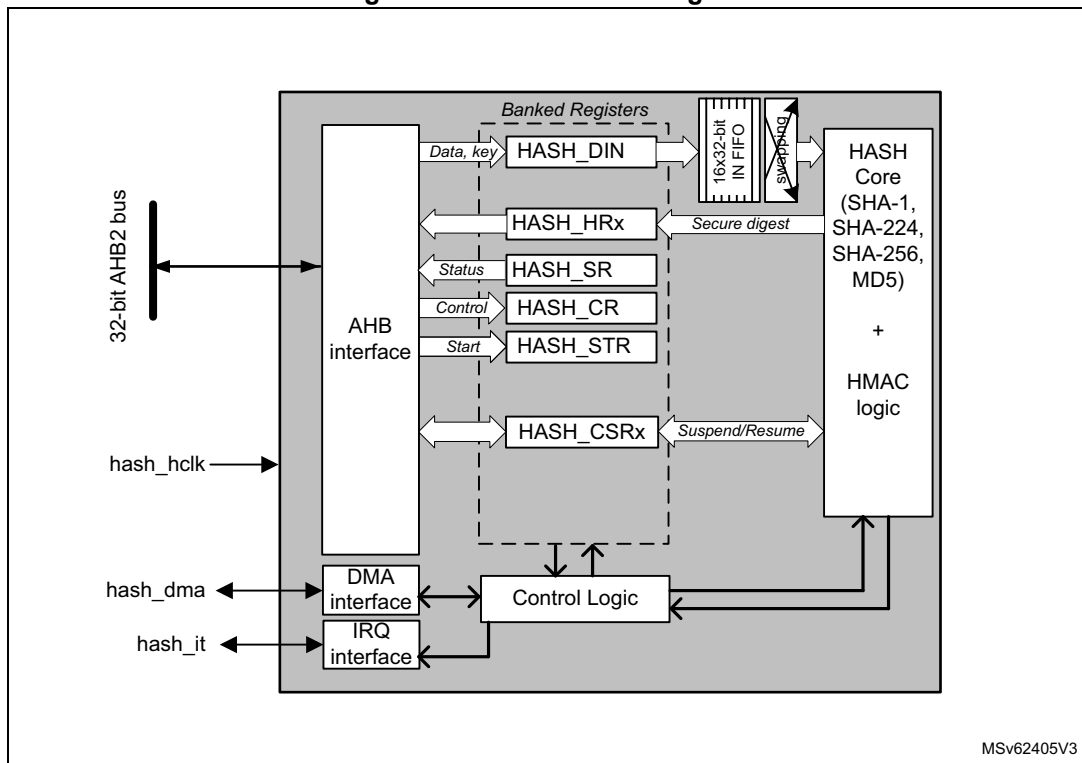 Banked Registers
Data, key
HASH_DIN
16x32-bit
IN FIFO
swapping
HASH
Core
(SHA-1,
SHA-224,
SHA-256,
MD5)
+
HMAC
logic
HASH_HRx
Secure digest
Status
HASH_SR
Control
HASH_CR
Start
HASH_STR
32-bit AHB2 bus
AHB
interface
HASH_CSRx
Suspend/Resume
hash_hclk
hash_dma
DMA
interface
Control Logic
hash_it
IRQ
interface
MSv62405V3